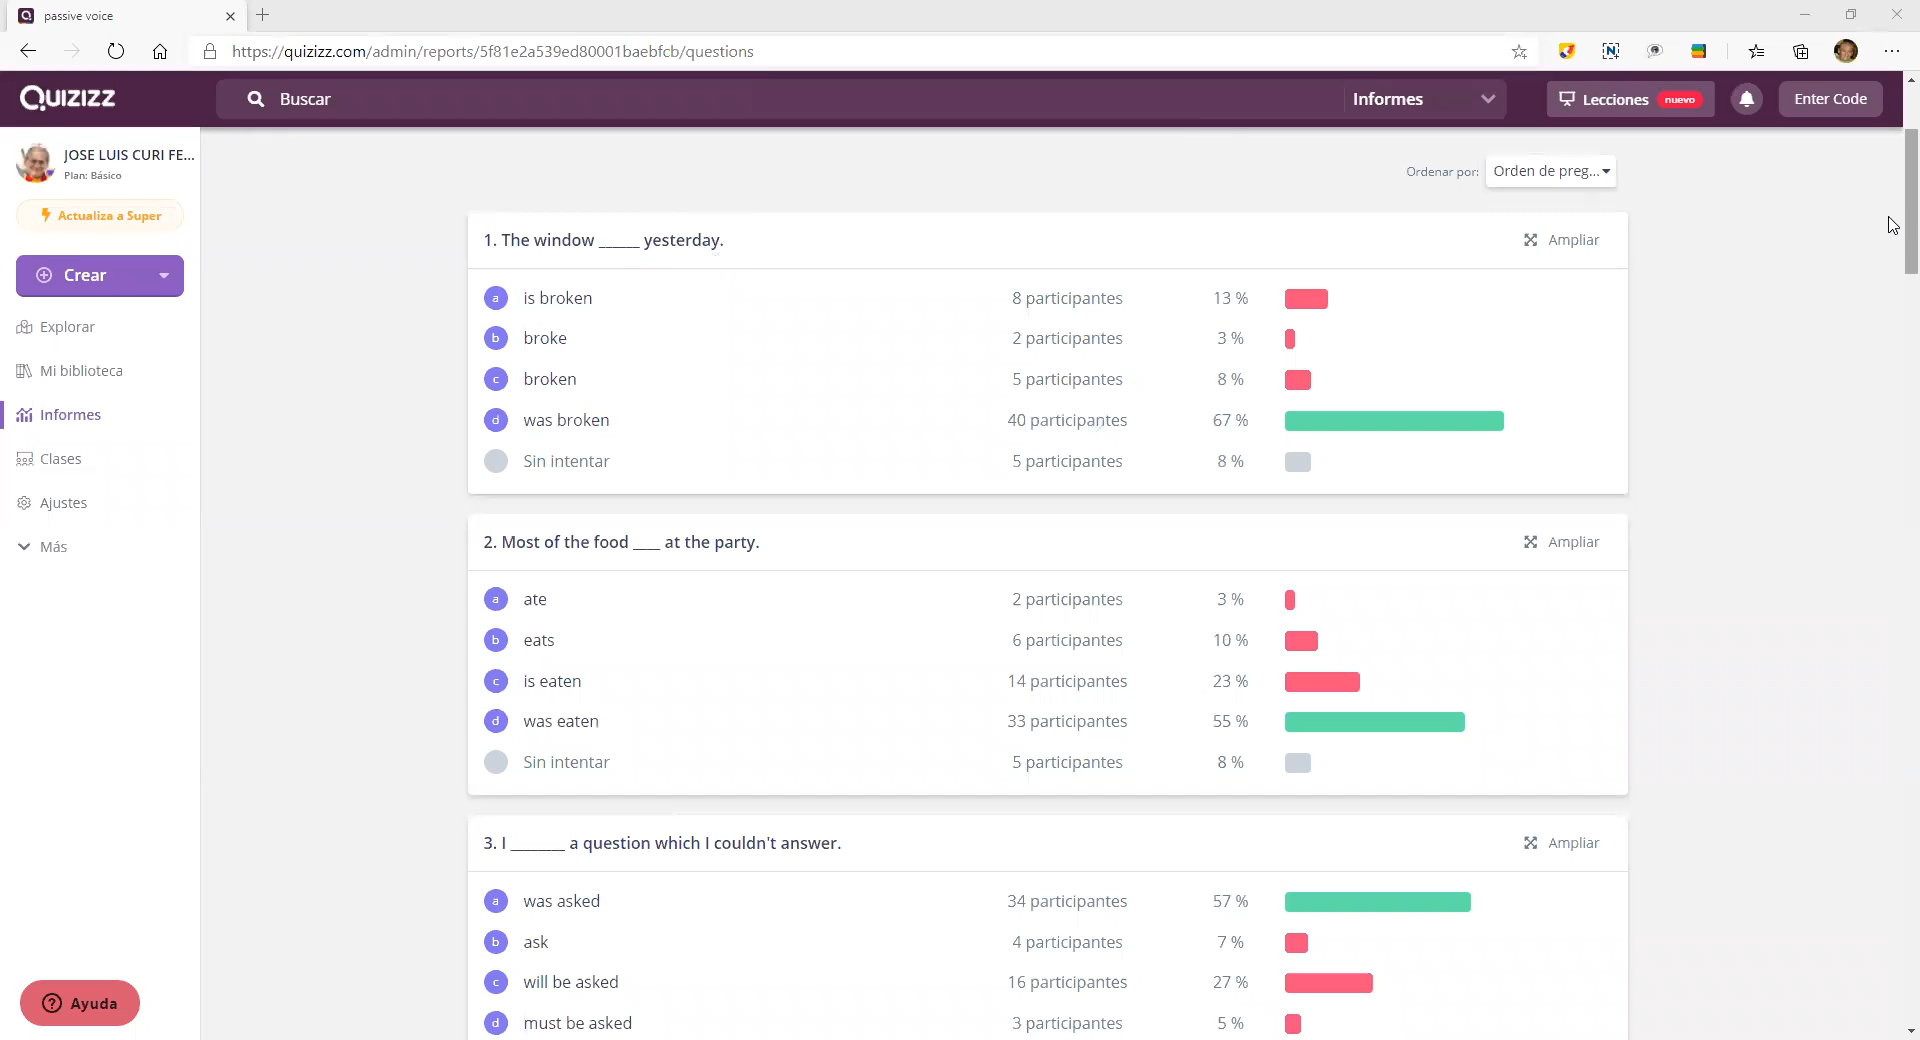 passive voice
https://quizizz.com/admin/reports/5f81e2a539ed80001baebfcb/questions
QUIZIZZ
Buscar
Informes
Lecciones nuevo
Enter Code
JOSE LUIS CURI FE...
Plan: Básico
Actualiza a Super
Crear
Explorar
Mi biblioteca
Informes
Clases
Ajustes
Más
Ayuda
Ordenar por: Orden de preg...
1. The window ______ yesterday. Ampliar
a is broken 8 participantes 13 %
b broke 2 participantes 3 %
c broken 5 participantes 8 %
d was broken 40 participantes 67 %
Sin intentar 5 participantes 8 %
2. Most of the food ____ at the party. Ampliar
a ate 2 participantes 3 %
b eats 6 participantes 10 %
c is eaten 14 participantes 23 %
d was eaten 33 participantes 55 %
Sin intentar 5 participantes 8 %
3. I ________ a question which I couldn't answer. Ampliar
a was asked 34 participantes 57 %
b ask 4 participantes 7 %
c will be asked 16 participantes 27 %
d must be asked 3 participantes 5 %